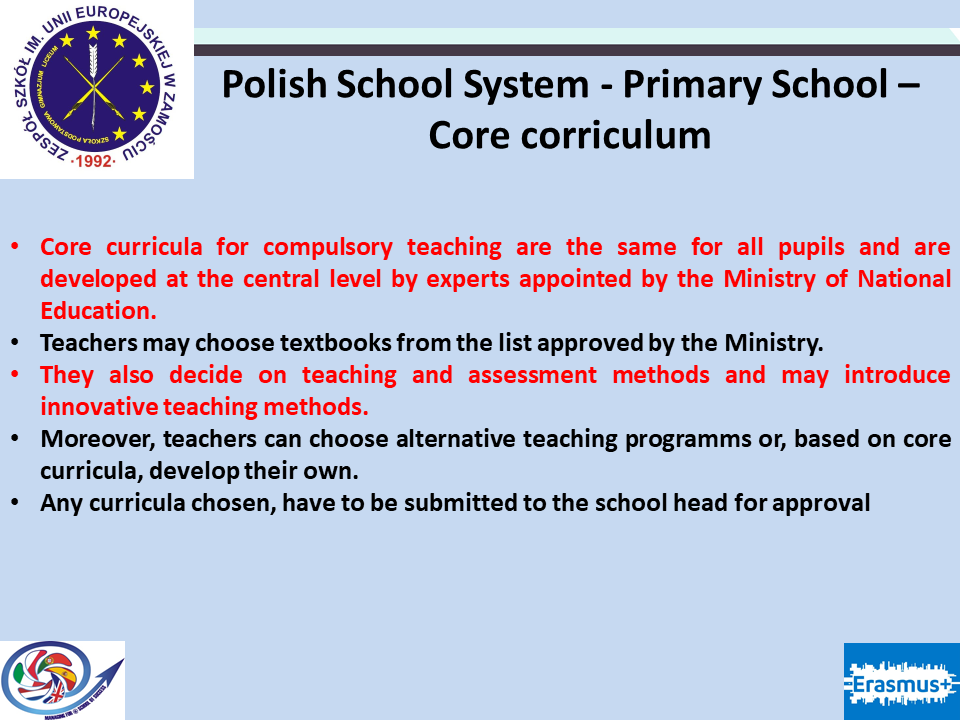 ZESPÓŁ SZKÓŁ IM. UNII EUROPEJSKIEJ W ZAMOŚCIU
SZKOŁA PODSTAWOWA GIMNAZJUM LICEUM
·1992·
Polish School System - Primary School –
Core corriculum
• Core curricula for compulsory teaching are the same for all pupils and are
developed at the central level by experts appointed by the Ministry of National
Education.
• Teachers may choose textbooks from the list approved by the Ministry.
• They also decide on teaching and assessment methods and may introduce
innovative teaching methods.
• Moreover, teachers can choose alternative teaching programms or, based on core
curricula, develop their own.
• Any curricula chosen, have to be submitted to the school head for approval
Erasmus+